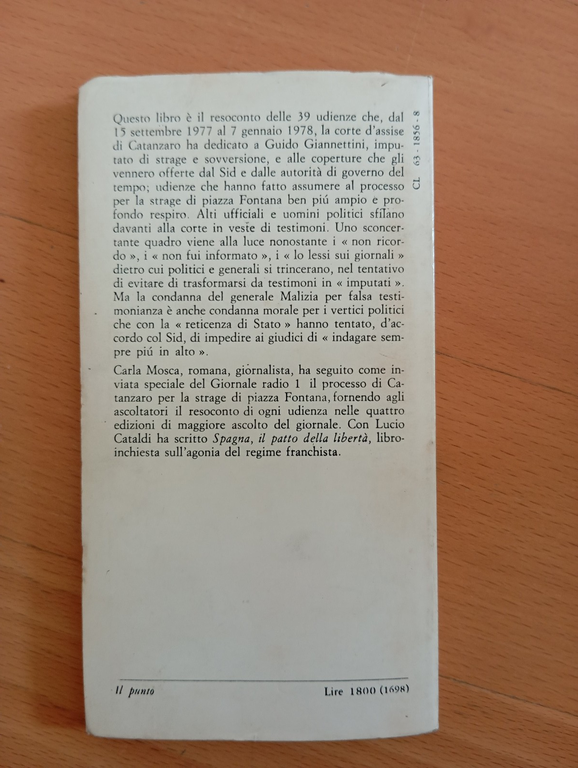 Questo libro è il resoconto delle 39 udienze che, dal
15 settembre 1977 al 7 gennaio 1978, la corte d'assise
di Catanzaro ha dedicato a Guido Giannettini, impu-
tato di strage e sovversione, e alle coperture che gli
vennero offerte dal Sid e dalle autorità di governo del
tempo; udienze che hanno fatto assumere al processo
per la strage di piazza Fontana ben piú ampio e pro-
fondo respiro. Alti ufficiali e uomini politici sfilano
davanti alla corte in veste di testimoni. Uno sconcer-
tante quadro viene alla luce nonostante i « non ricor-
do », i « non fui informato », i « lo lessi sui giornali »
dietro cui politici e generali si trincerano, nel tentativo
di evitare di trasformarsi da testimoni in « imputati ».
Ma la condanna del generale Malizia per falsa testi-
monianza è anche condanna morale per i vertici politici
che con la « reticenza di Stato » hanno tentato, d'ac-
cordo col Sid, di impedire ai giudici di « indagare sem-
pre piú in alto ».
Carla Mosca, romana, giornalista, ha seguito come in-
viata speciale del Giornale radio 1 il processo di Ca-
tanzaro per la strage di piazza Fontana, fornendo agli
ascoltatori il resoconto di ogni udienza nelle quattro
edizioni di maggiore ascolto del giornale. Con Lucio
Cataldi ha scritto Spagna, il patto della libertà, libro-
inchiesta sull'agonia del regime franchista.
CL 63-1856-8
Il punto
Lire 1800 (1698)